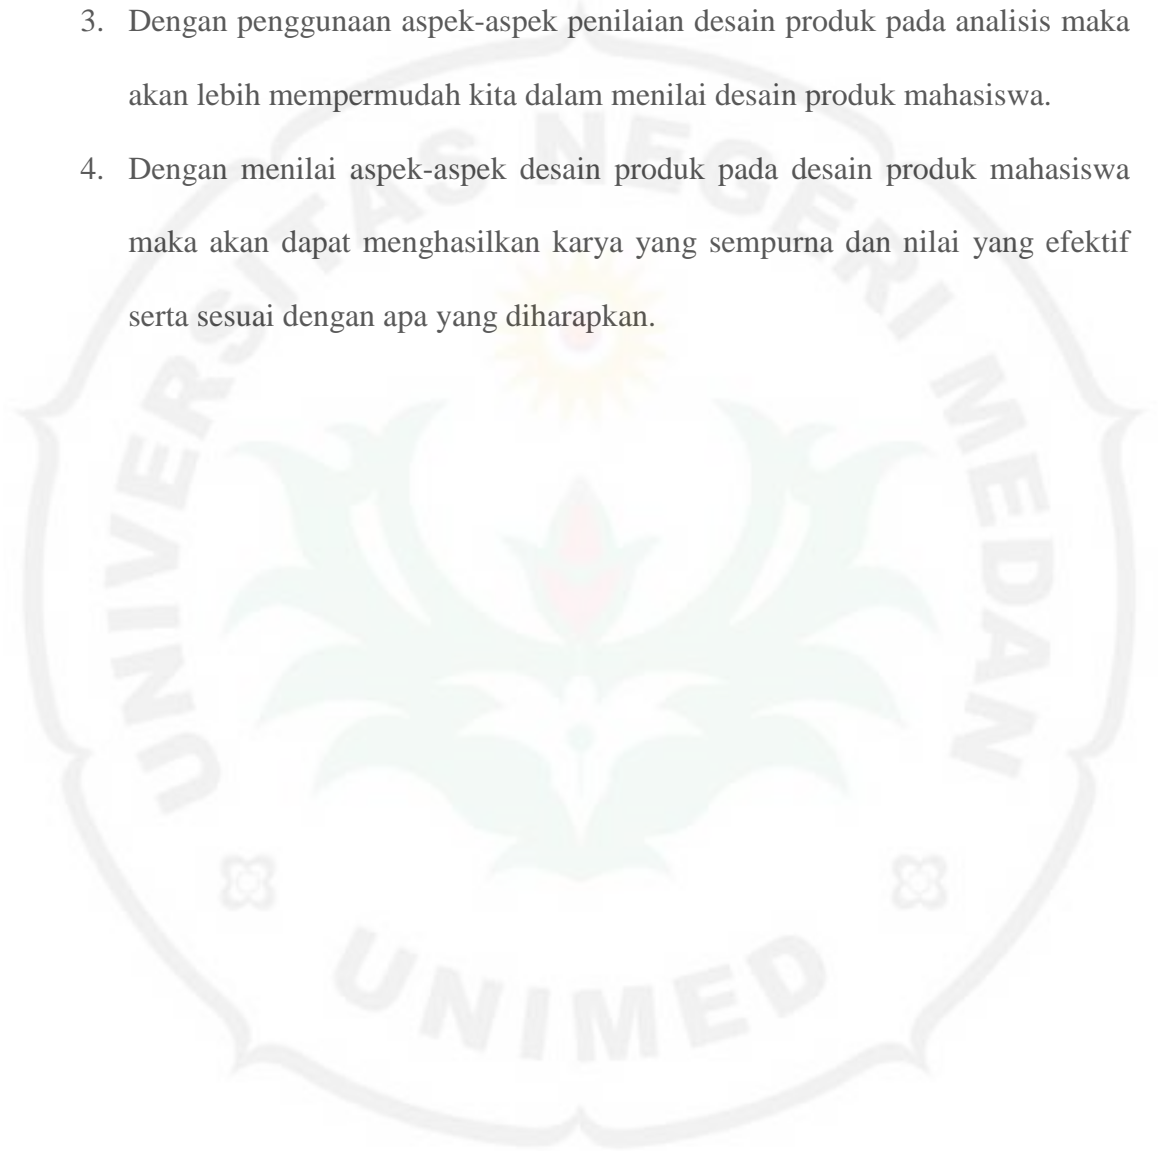 3. Dengan penggunaan aspek-aspek penilaian desain produk pada analisis maka
akan lebih mempermudah kita dalam menilai desain produk mahasiswa.
4. Dengan menilai aspek-aspek desain produk pada desain produk mahasiswa
maka akan dapat menghasilkan karya yang sempurna dan nilai yang efektif
serta sesuai dengan apa yang diharapkan.
UNIVERSITAS NEGERI MEDAN
UNIMED